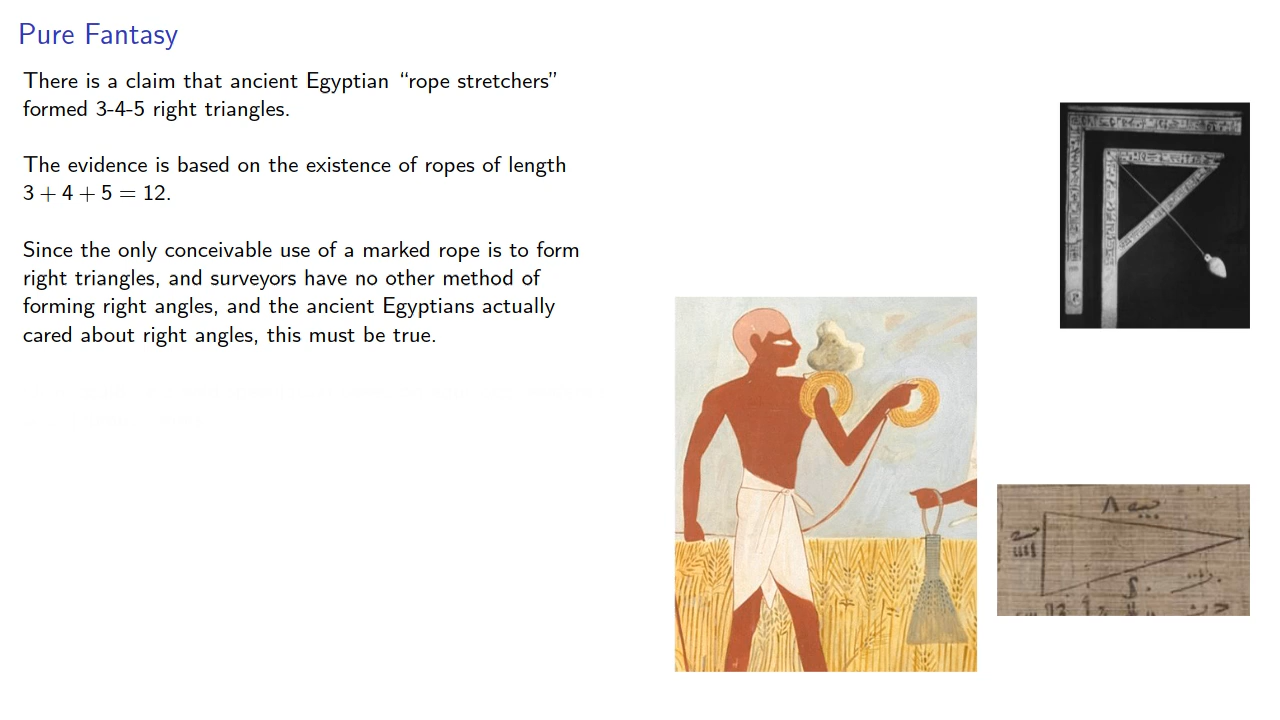 Pure Fantasy
There is a claim that ancient Egyptian “rope stretchers”
formed 3-4-5 right triangles.
The evidence is based on the existence of ropes of length
3 + 4 + 5 = 12.
Since the only conceivable use of a marked rope is to form
right triangles, and surveyors have no other method of
forming right angles, and the ancient Egyptians actually
cared about right angles, this must be true.